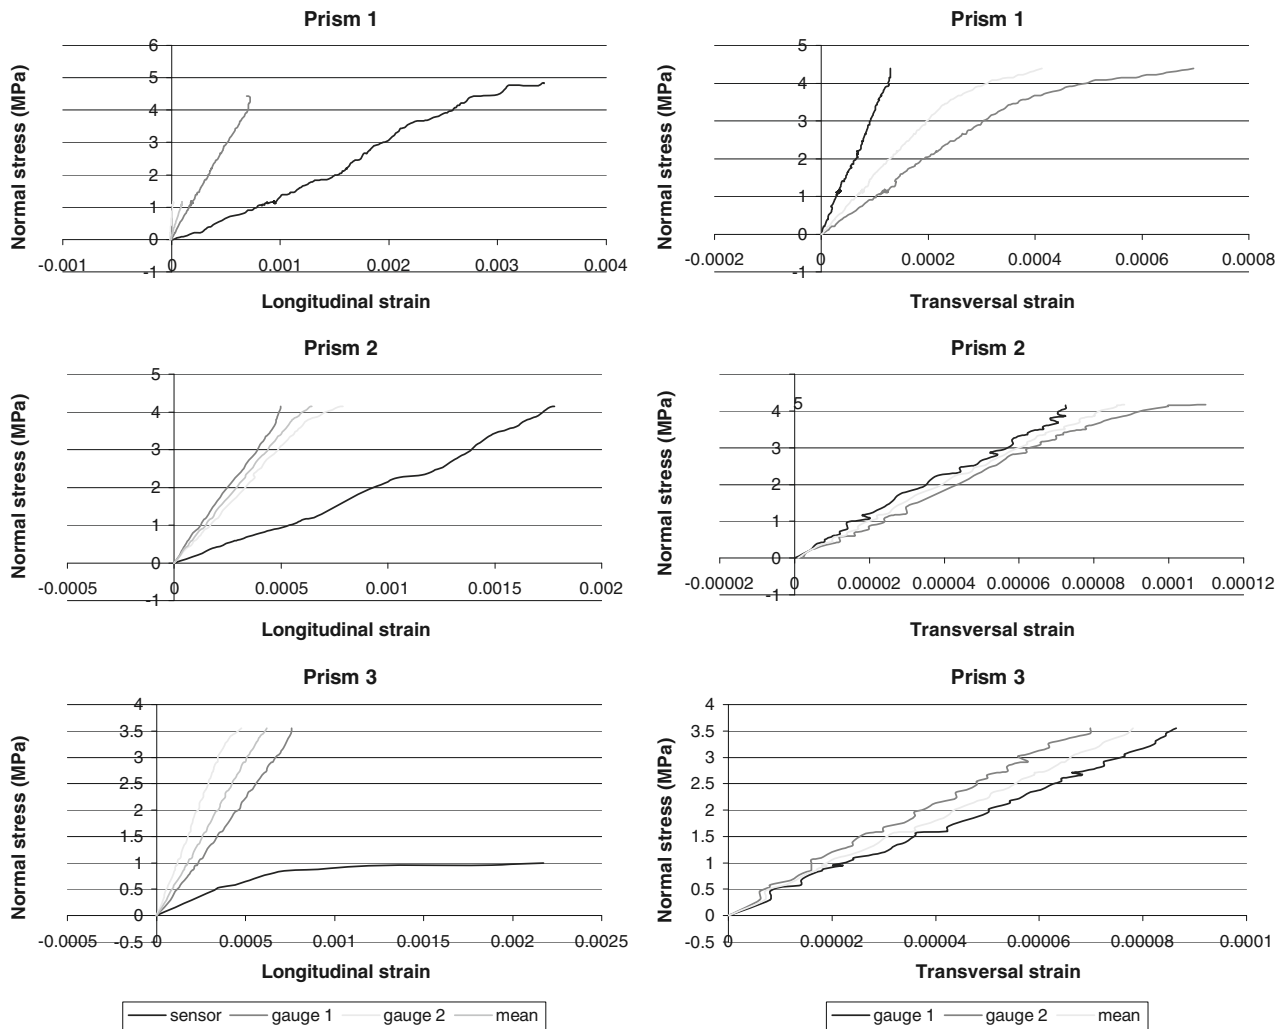 Prism 1
Normal stress (MPa)
6
5
4
3
2
1
0
-1
-0.001 0 0.001 0.002 0.003 0.004
Longitudinal strain
Prism 1
Normal stress (MPa)
5
4
3
2
1
0
-1
-0.0002 0 0.0002 0.0004 0.0006 0.0008
Transversal strain
Prism 2
Normal stress (MPa)
5
4
3
2
1
0
-1
-0.0005 0 0.0005 0.001 0.0015 0.002
Longitudinal strain
Prism 2
Normal stress (MPa)
5
4
3
2
1
0
-1
-0.00002 0 0.00002 0.00004 0.00006 0.00008 0.0001 0.00012
Transversal strain
Prism 3
Normal stress (MPa)
4
3.5
3
2.5
2
1.5
1
0.5
0
-0.5
-0.0005 0 0.0005 0.001 0.0015 0.002 0.0025
Longitudinal strain
Prism 3
Normal stress (MPa)
4
3.5
3
2.5
2
1.5
1
0.5
0
-0.5
0 0.00002 0.00004 0.00006 0.00008 0.0001
Transversal strain
sensor gauge 1 gauge 2 mean
gauge 1 gauge 2 mean